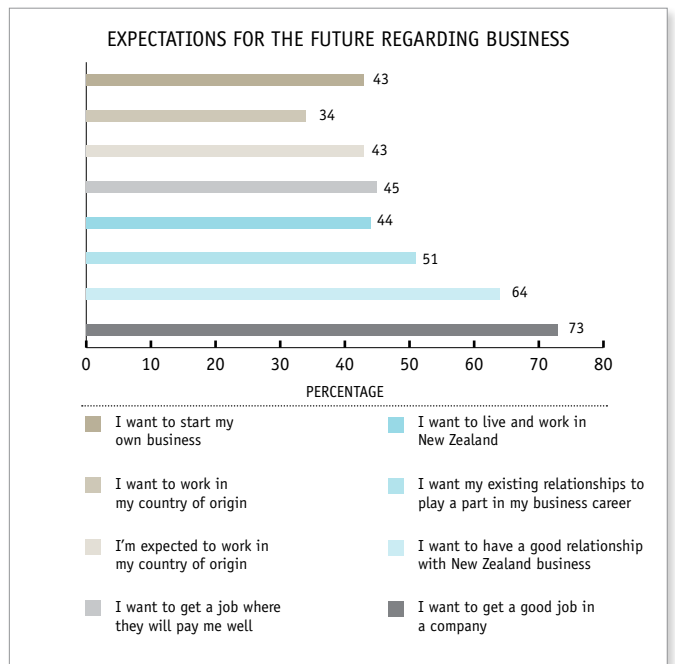 EXPECTATIONS FOR THE FUTURE REGARDING BUSINESS
43
34
43
45
44
51
64
73
0 10 20 30 40 50 60 70 80
PERCENTAGE
I want to start my
own business
I want to work in
my country of origin
I'm expected to work in
my country of origin
I want to get a job where
they will pay me well
I want to live and work in
New Zealand
I want my existing relationships to
play a part in my business career
I want to have a good relationship
with New Zealand business
I want to get a good job in
a company